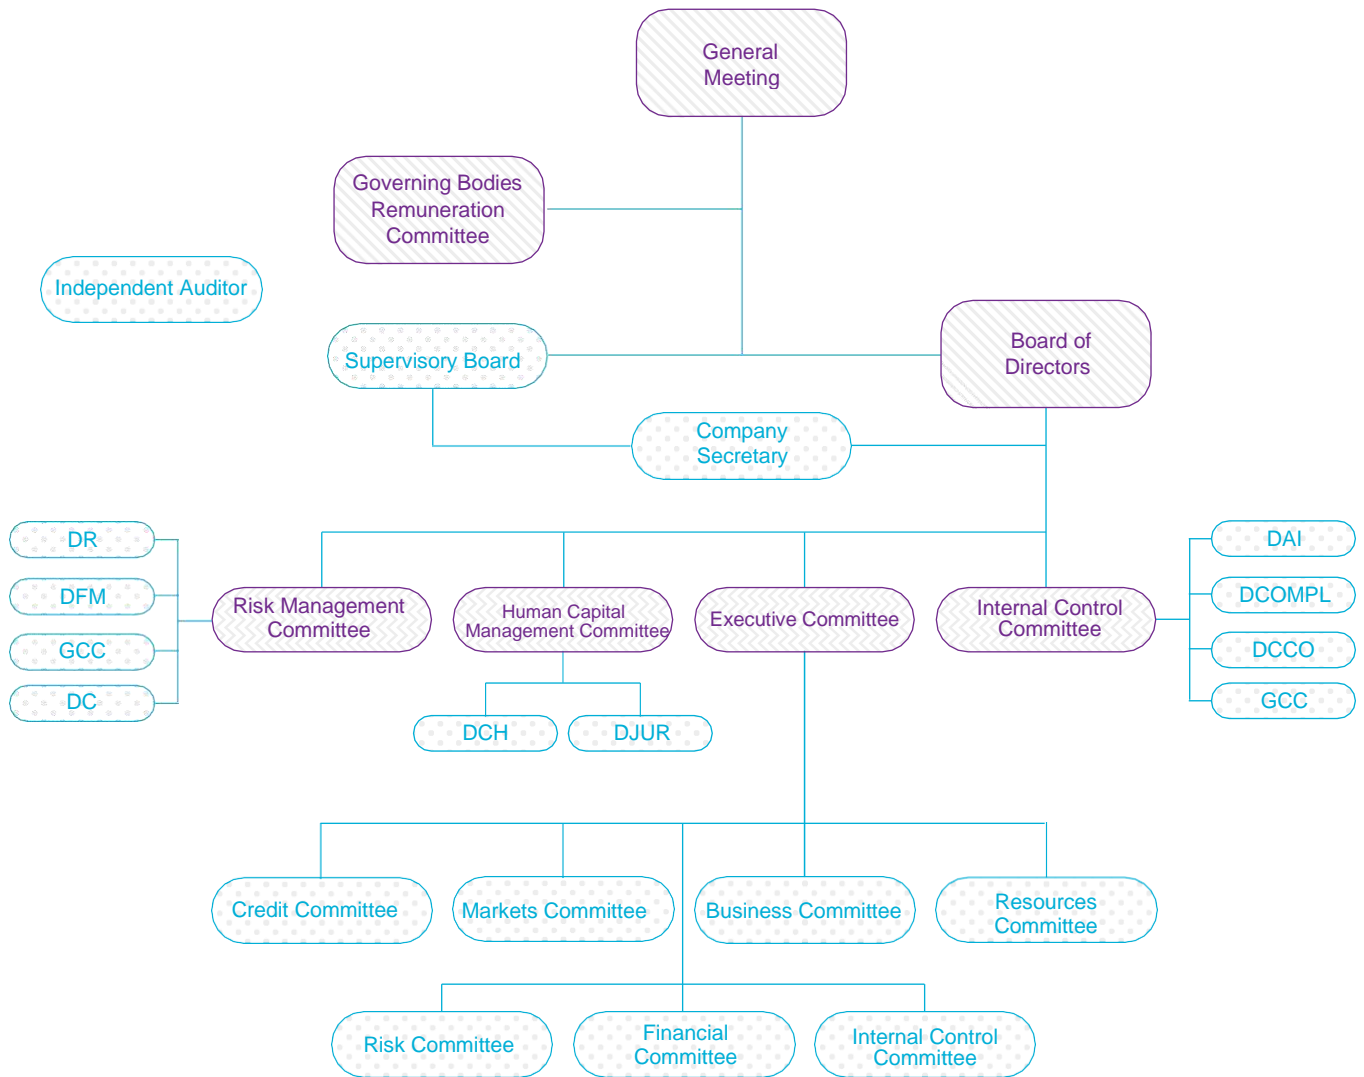 General
Meeting
Governing Bodies
Remuneration
Committee
Independent Auditor
Supervisory Board
Board of
Directors
Company
Secretary
DR
DFM
GCC
DC
Risk Management
Committee
Human Capital
Management Committee
Executive Committee
Internal Control
Committee
DAI
DCOMPL
DCCO
GCC
DCH
DJUR
Credit Committee
Markets Committee
Business Committee
Resources
Committee
Risk Committee
Financial
Committee
Internal Control
Committee